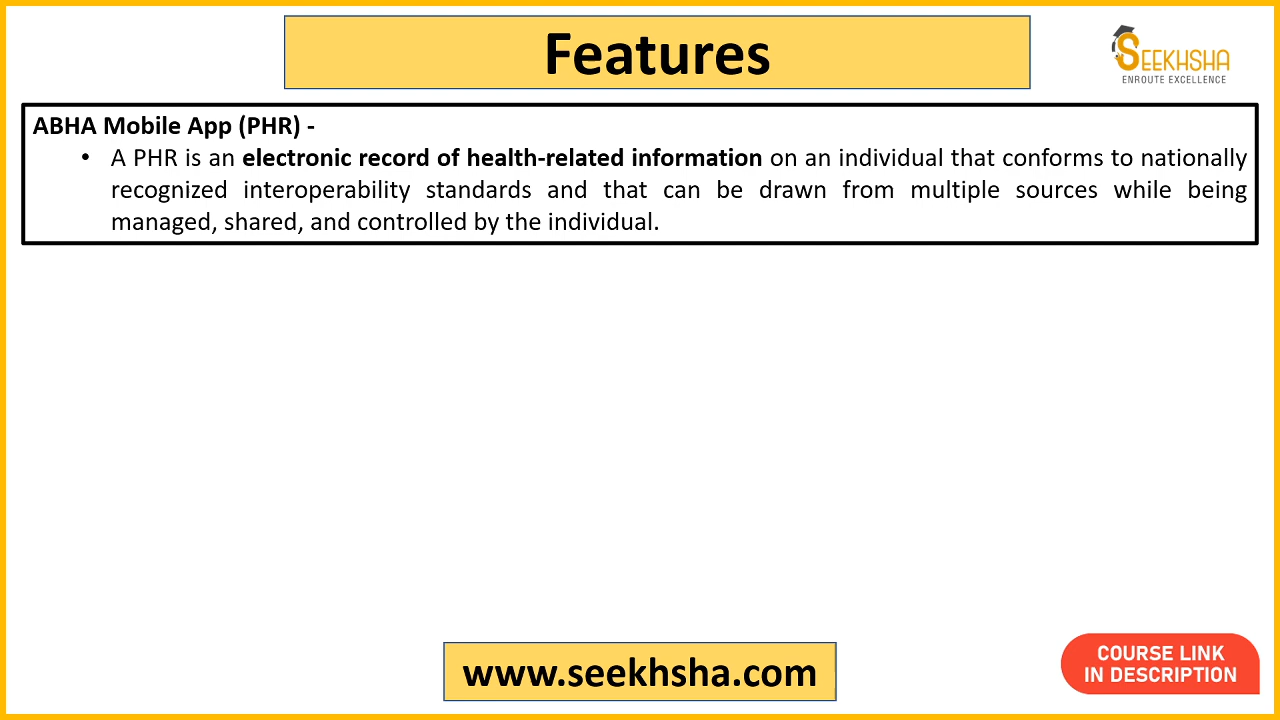 Features
SEEKHSHA
ENROUTE EXCELLENCE
ABHA Mobile App (PHR) -
• A PHR is an electronic record of health-related information on an individual that conforms to nationally
recognized interoperability standards and that can be drawn from multiple sources while being
managed, shared, and controlled by the individual.
www.seekhsha.com
COURSE LINK
IN DESCRIPTION